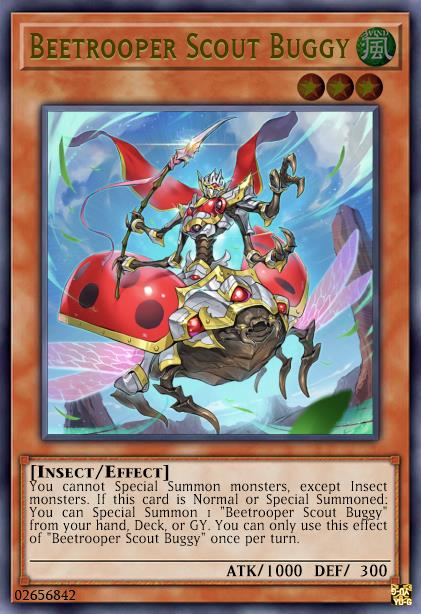 BEETROOPER SCOUT BUGGY
WIND
風
[INSECT/EFFECT]
You cannot Special Summon monsters, except Insect
monsters. If this card is Normal or Special Summoned:
You can Special Summon 1 "Beetrooper Scout Buggy"
from your hand, Deck, or GY. You can only use this effect
of "Beetrooper Scout Buggy" once per turn.
ATK/1000 DEF/ 300
02656842